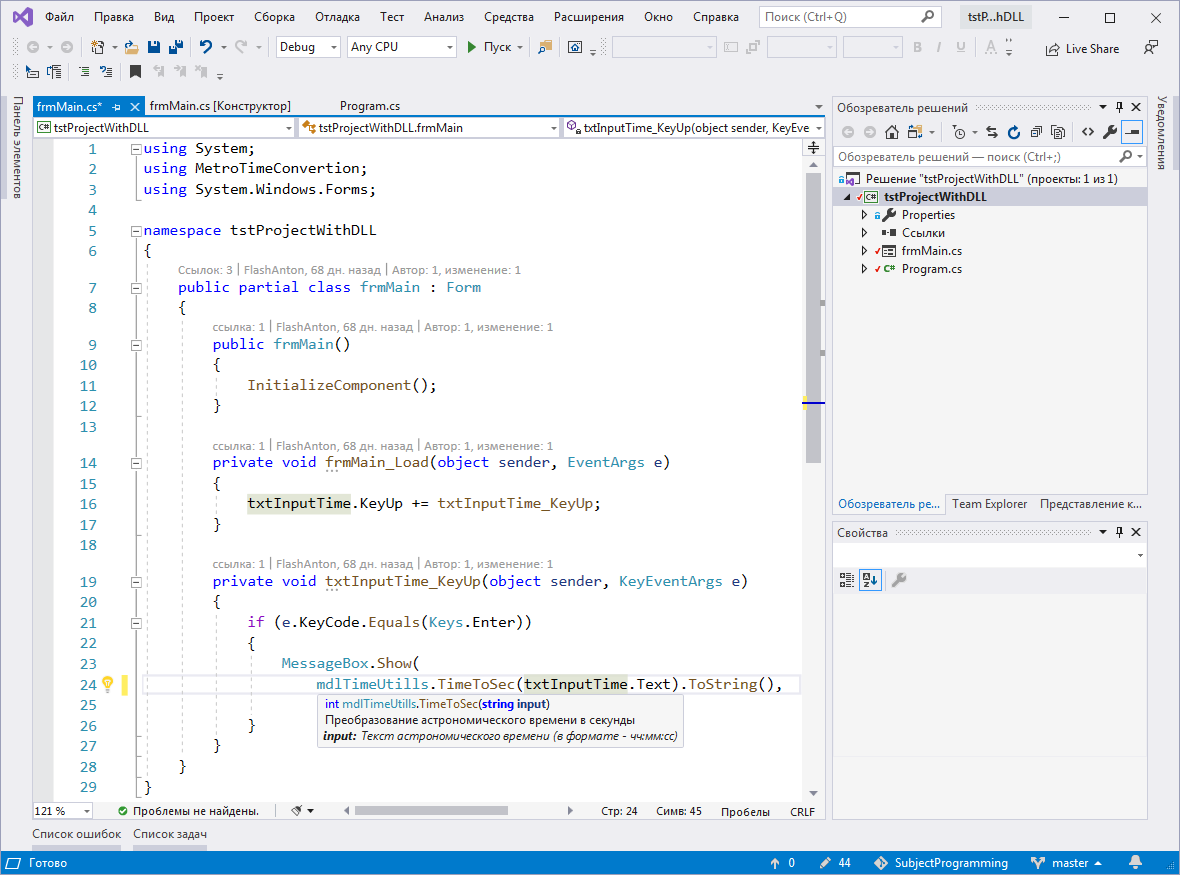 Файл Правка Вид Проект Сборка Отладка Тест Анализ Средства Расширения Окно Справка Поиск (Ctrl+Q) tstP...hDLL
Debug Any CPU Пуск Live Share
frmMain.cs* frmMain.cs [Конструктор] Program.cs
tstProjectWithDLL tstProjectWithDLL.frmMain txtInputTime_KeyUp(object sender, KeyEve
Панель элементов
1 using System;
2 using MetroTimeConvertion;
3 using System.Windows.Forms;
4
5 namespace tstProjectWithDLL
6 {
Ссылок: 3 | FlashAnton, 68 дн. назад | Автор: 1, изменение: 1
7 public partial class frmMain : Form
8 {
ссылка: 1 | FlashAnton, 68 дн. назад | Автор: 1, изменение: 1
9 public frmMain()
10 {
11 InitializeComponent();
12 }
13
ссылка: 1 | FlashAnton, 68 дн. назад | Автор: 1, изменение: 1
14 private void frmMain_Load(object sender, EventArgs e)
15 {
16 txtInputTime.KeyUp += txtInputTime_KeyUp;
17 }
18
ссылка: 1 | FlashAnton, 68 дн. назад | Автор: 1, изменение: 1
19 private void txtInputTime_KeyUp(object sender, KeyEventArgs e)
20 {
21 if (e.KeyCode.Equals(Keys.Enter))
22 {
23 MessageBox.Show(
24 mdlTimeUtills.TimeToSec(txtInputTime.Text).ToString(),
int mdlTimeUtills.TimeToSec(string input)
Преобразование астрономического времени в секунды
input: Текст астрономического времени (в формате - чч:мм:сс)
25
26 }
27 }
28 }
29 }
121 % Проблемы не найдены. Стр: 24 Симв: 45 Пробелы CRLF
Обозреватель решений
Обозреватель решений — поиск (Ctrl+;)
Решение "tstProjectWithDLL" (проекты: 1 из 1)
C# tstProjectWithDLL
Properties
Ссылки
frmMain.cs
C# Program.cs
Обозреватель ре... Team Explorer Представление к...
Свойства
Уведомления
Список ошибок Список задач
Готово 0 44 SubjectProgramming master